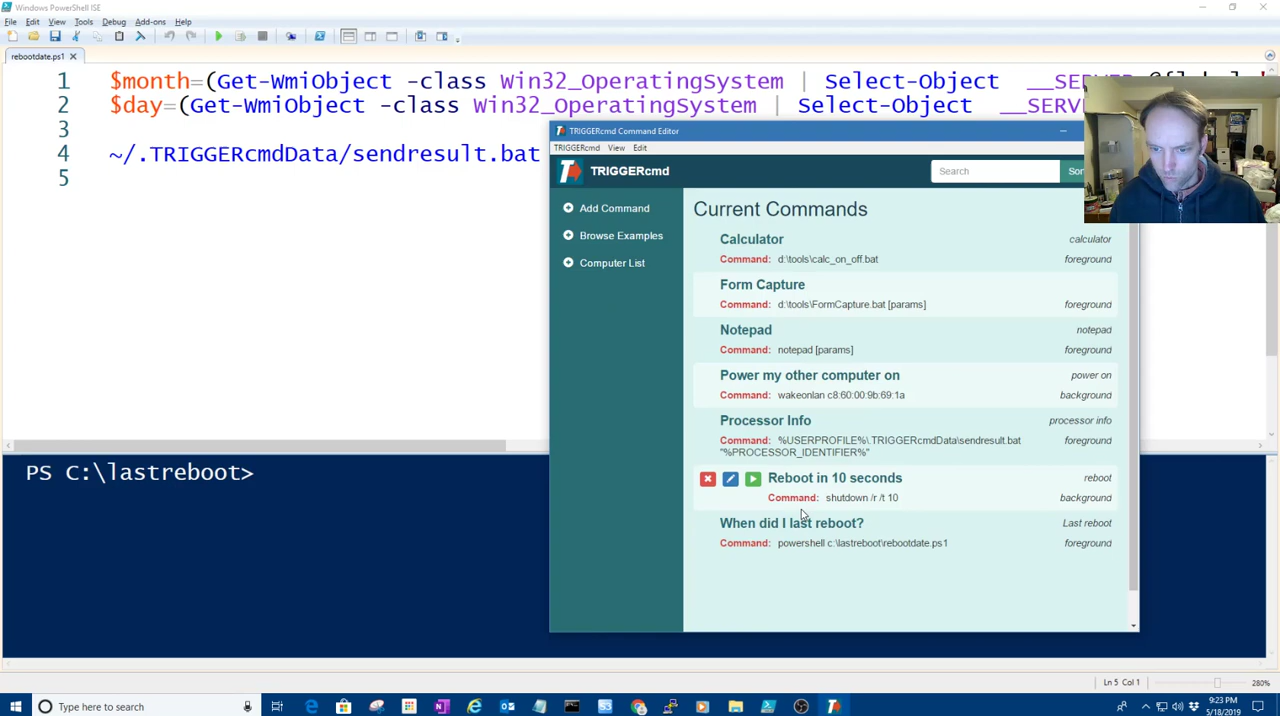 Windows PowerShell ISE
File Edit View Tools Debug Add-ons Help
rebootdate.ps1
1 $month=(Get-WmiObject -class Win32_OperatingSystem | Select-Object __SERVER
2 $day=(Get-WmiObject -class Win32_OperatingSystem | Select-Object __SERV
3
4 ~/.TRIGGERcmdData/sendresult.bat
5
TRIGGERcmd Command Editor
TRIGGERcmd View Edit
TRIGGERcmd
Search
Sor
Add Command
Browse Examples
Computer List
Current Commands
Calculator calculator
Command: d:\tools\calc_on_off.bat foreground
Form Capture
Command: d:\tools\FormCapture.bat [params] foreground
Notepad notepad
Command: notepad [params] foreground
Power my other computer on power on
Command: wakeonlan c8:60:00:9b:69:1a background
Processor Info processor info
Command: %USERPROFILE%\.TRIGGERcmdData\sendresult.bat foreground
"%PROCESSOR_IDENTIFIER%"
Reboot in 10 seconds reboot
Command: shutdown /r /t 10 background
When did I last reboot? Last reboot
Command: powershell c:\lastreboot\rebootdate.ps1 foreground
PS C:\lastreboot>
Ln 5 Col 1 280%
Type here to search
9:23 PM
5/18/2019